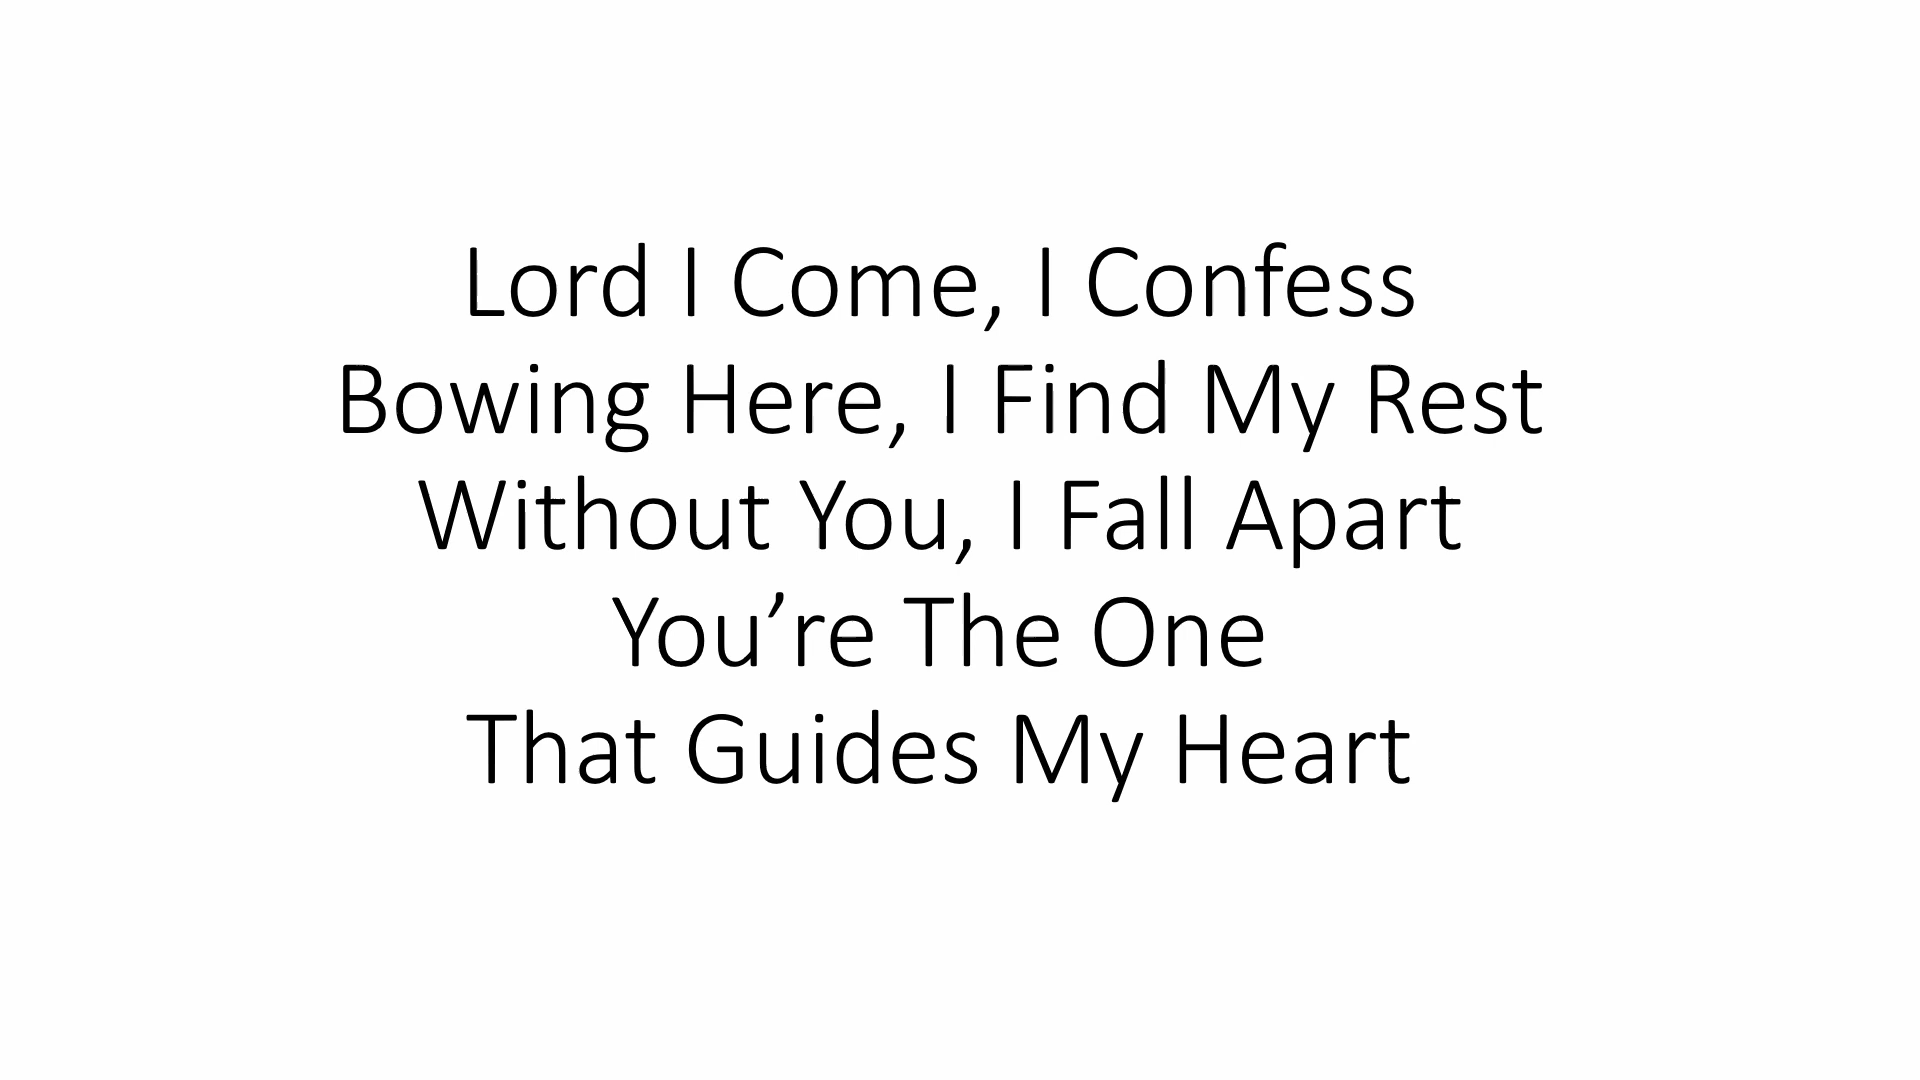 Lord I Come, I Confess
Bowing Here, I Find My Rest
Without You, I Fall Apart
You’re The One
That Guides My Heart